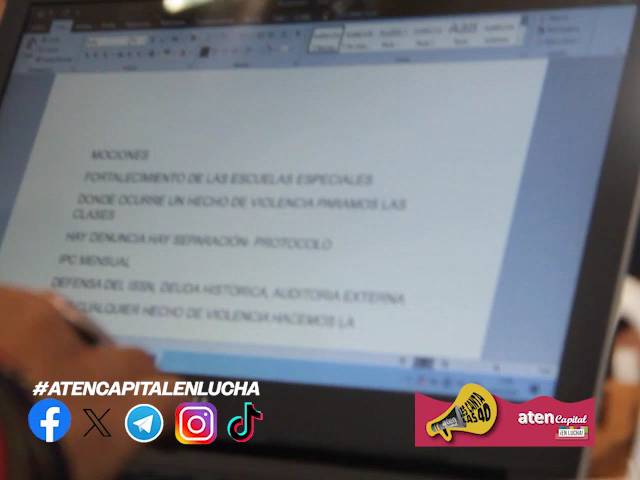 MOCIONES
FORTALECIMIENTO DE LAS ESCUELAS ESPECIALES
DONDE OCURRE UN HECHO DE VIOLENCIA PARAMOS LAS
CLASES
HAY DENUNCIA HAY SEPARACIÓN: PROTOCOLO
IPC MENSUAL
DEFENSA DEL ISSN, DEUDA HISTORICA, AUDITORIA EXTERNA
CUALQUIER HECHO DE VIOLENCIA HACEMOS LA
#ATENCAPITALENLUCHA
aten Capital
¡EN LUCHA!